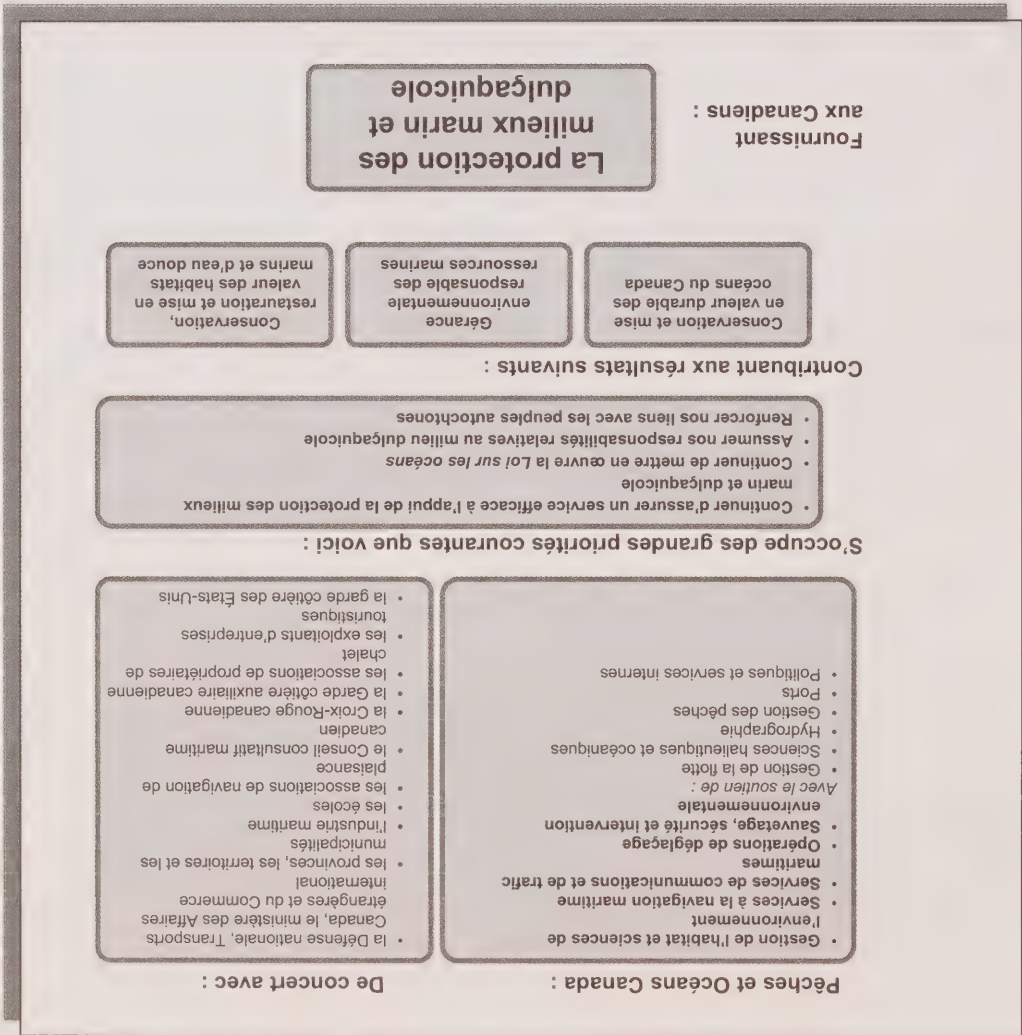 Pêches et Océans Canada :
• Gestion de l'habitat et sciences de
l'environnement
• Services à la navigation maritime
• Services de communications et de trafic
maritimes
• Opérations de déglaçage
• Sauvetage, sécurité et intervention
environnementale
Avec le soutien de :
• Gestion de la flotte
• Sciences halieutiques et océaniques
• Hydrographie
• Gestion des pêches
• Ports
• Politiques et services internes
De concert avec :
• la Défense nationale, Transports
Canada, le ministère des Affaires
étrangères et du Commerce
international
• les provinces, les territoires et les
municipalités
• l'industrie maritime
• les écoles
• les associations de navigation de
plaisance
• le Conseil consultatif maritime
canadien
• la Croix-Rouge canadienne
• la Garde côtière auxiliaire canadienne
• les associations de propriétaires de
chalet
• les exploitants d'entreprises
touristiques
• la garde côtière des États-Unis
S'occupe des grandes priorités courantes que voici :
• Continuer d'assurer un service efficace à l'appui de la protection des milieux
marin et dulçaquicole
• Continuer de mettre en œuvre la Loi sur les océans
• Assumer nos responsabilités relatives au milieu dulçaquicole
• Renforcer nos liens avec les peuples autochtones
Contribuant aux résultats suivants :
Conservation et mise
en valeur durable des
océans du Canada
Gérance
environnementale
responsable des
ressources marines
Conservation,
restauration et mise en
valeur des habitats
marins et d'eau douce
Fournissant
aux Canadiens :
La protection des
milieux marin et
dulçaquicole